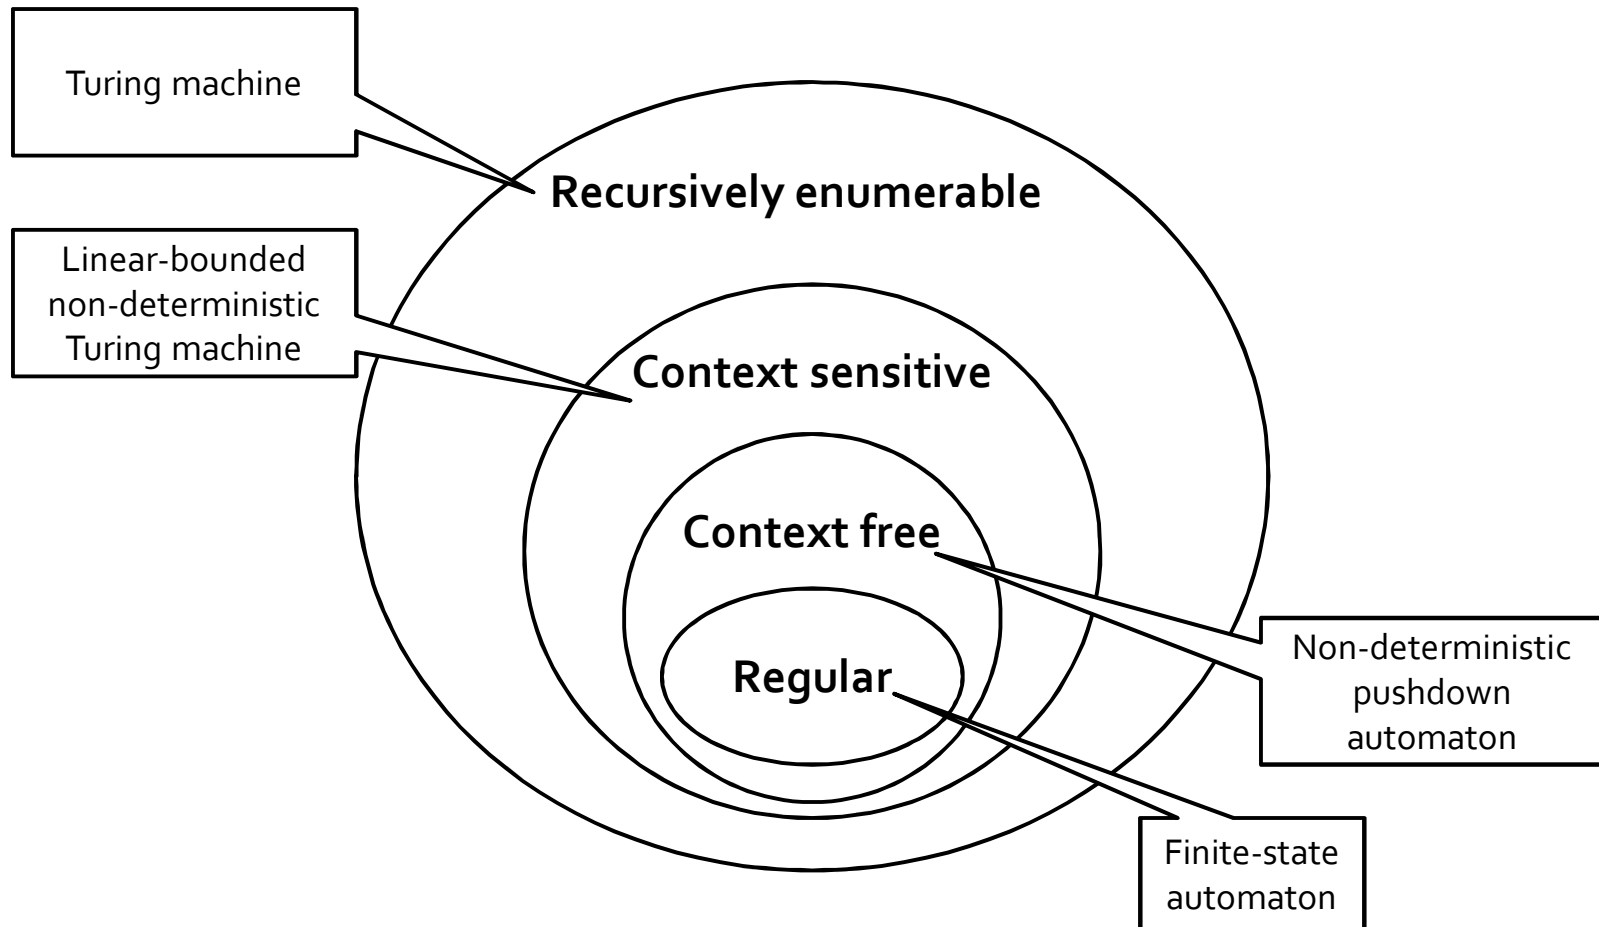 Turing machine
Recursively enumerable
Linear-bounded
non-deterministic
Turing machine
Context sensitive
Context free
Non-deterministic
pushdown
automaton
Regular
Finite-state
automaton